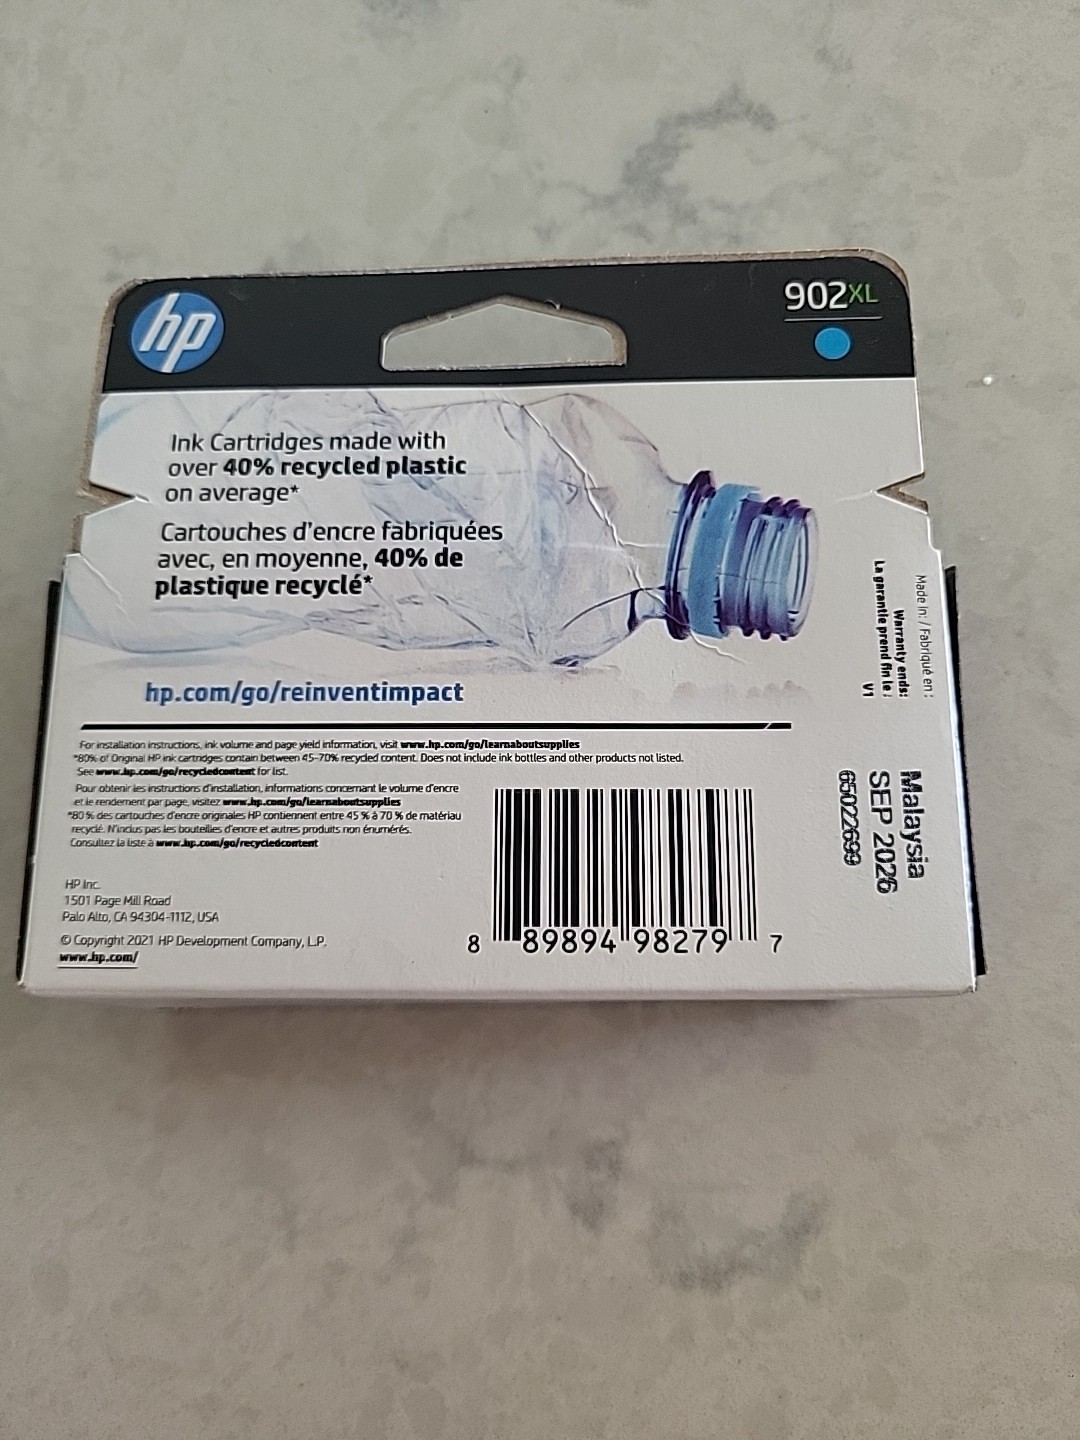 hp
902XL
Ink Cartridges made with
over 40% recycled plastic
on average*
Cartouches d'encre fabriquées
avec, en moyenne, 40% de
plastique recyclé*
hp.com/go/reinventimpact
For installation instructions, ink volume and page yield information, visit www.hp.com/go/learnaboutsupplies
*80% of Original HP ink cartridges contain between 45-70% recycled content. Does not include ink bottles and other products not listed.
See www.hp.com/go/recycledcontent for list.
Pour obtenir les instructions d'installation, informations concernant le volume d'encre
et le rendement par page, visitez www.hp.com/go/learnaboutsupplies
*80 % des cartouches d'encre originales HP contiennent entre 45 % à 70 % de matériau
recyclé. N'inclus pas les bouteilles d'encre et autres produits non énumérés.
Consultez la liste à www.hp.com/go/recycledcontent
HP Inc.
1501 Page Mill Road
Palo Alto, CA 94304-1112, USA
© Copyright 2021 HP Development Company, L.P.
www.hp.com/
8 89894 98279 7
Made in: / Fabriqué en :
Warranty ends:
La garantie prend fin le :
V1
Malaysia
SEP 2026
65022699